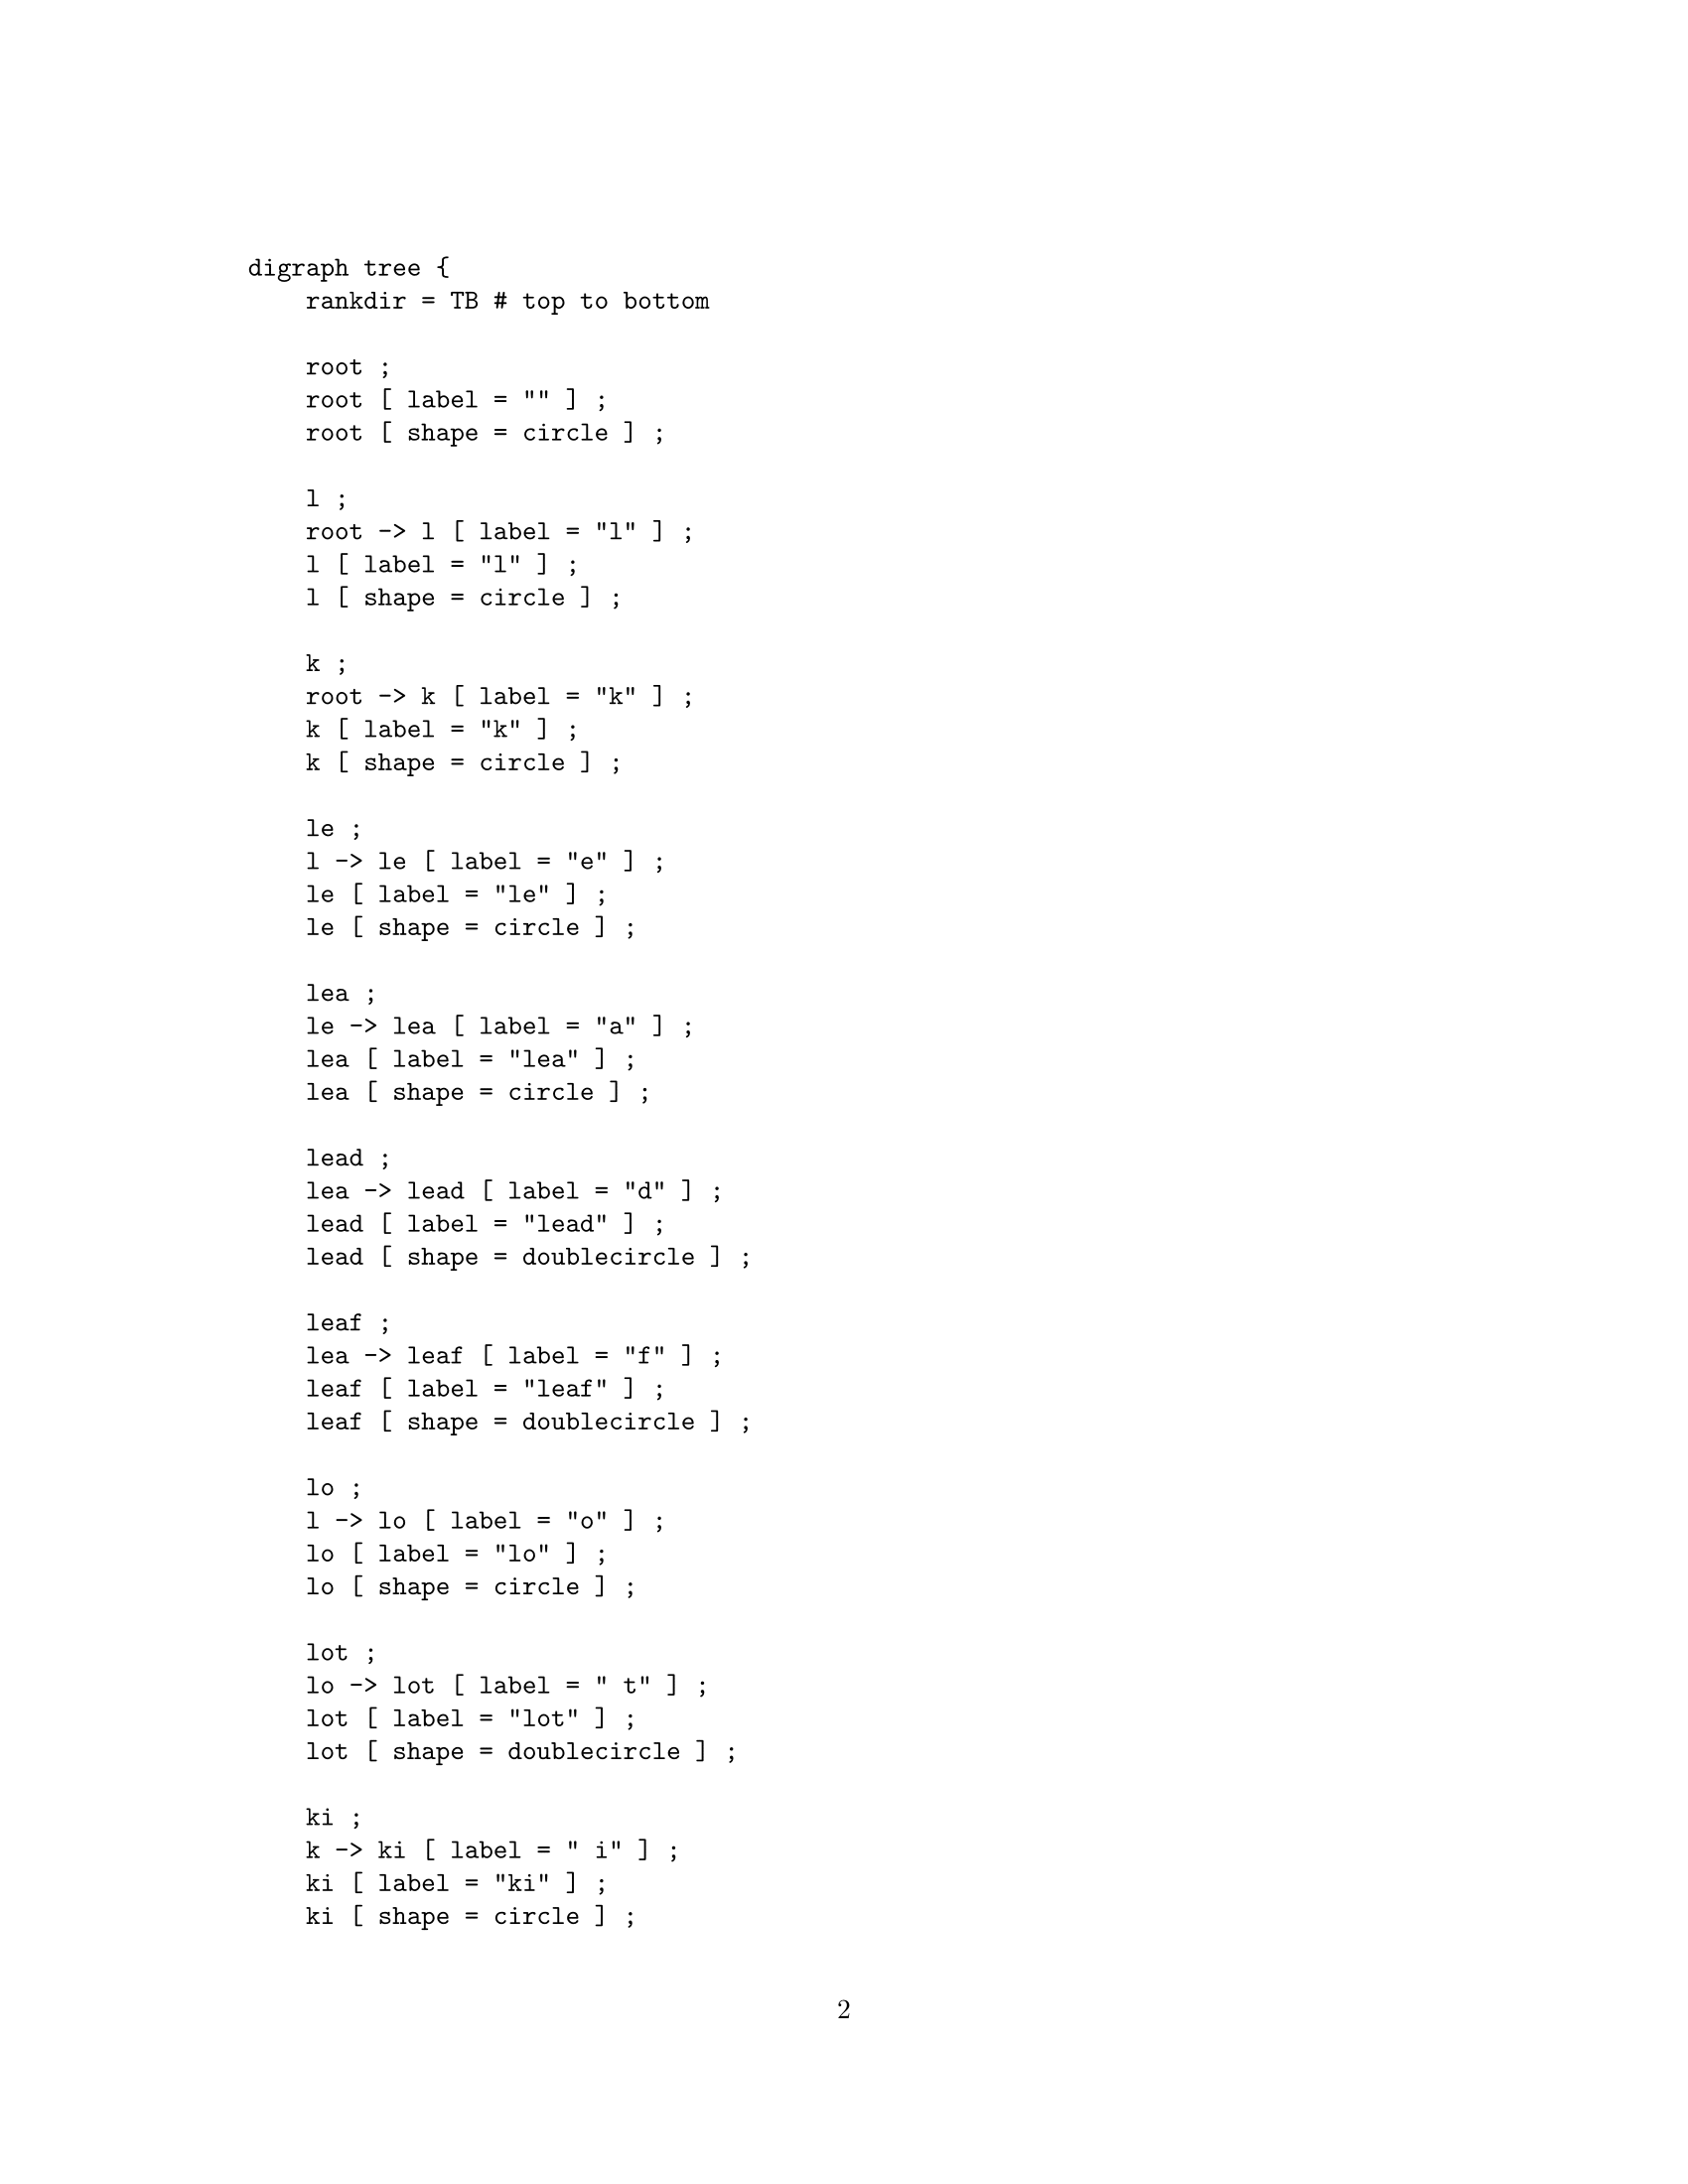 digraph tree {
    rankdir = TB # top to bottom

    root ;
    root [ label = "" ] ;
    root [ shape = circle ] ;

    l ;
    root -> l [ label = "l" ] ;
    l [ label = "l" ] ;
    l [ shape = circle ] ;

    k ;
    root -> k [ label = "k" ] ;
    k [ label = "k" ] ;
    k [ shape = circle ] ;

    le ;
    l -> le [ label = "e" ] ;
    le [ label = "le" ] ;
    le [ shape = circle ] ;

    lea ;
    le -> lea [ label = "a" ] ;
    lea [ label = "lea" ] ;
    lea [ shape = circle ] ;

    lead ;
    lea -> lead [ label = "d" ] ;
    lead [ label = "lead" ] ;
    lead [ shape = doublecircle ] ;

    leaf ;
    lea -> leaf [ label = "f" ] ;
    leaf [ label = "leaf" ] ;
    leaf [ shape = doublecircle ] ;

    lo ;
    l -> lo [ label = "o" ] ;
    lo [ label = "lo" ] ;
    lo [ shape = circle ] ;

    lot ;
    lo -> lot [ label = " t" ] ;
    lot [ label = "lot" ] ;
    lot [ shape = doublecircle ] ;

    ki ;
    k -> ki [ label = " i" ] ;
    ki [ label = "ki" ] ;
    ki [ shape = circle ] ;

2